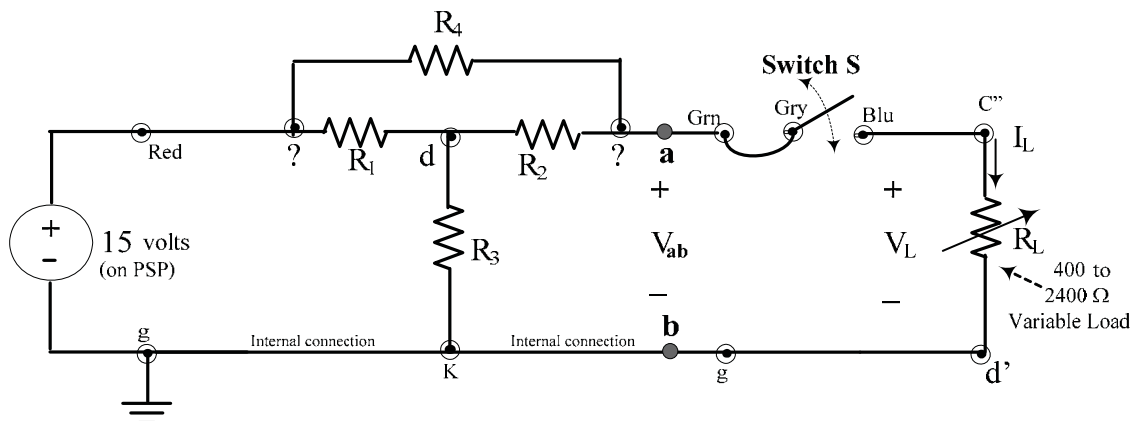 R4
Switch S
Red
?
R1
d
R2
?
a
Grn
Gry
Blu
C”
IL
+
-
15 volts
(on PSP)
R3
+
Vab
–
+
VL
–
RL
400 to
2400 Ω
Variable Load
g
Internal connection
K
Internal connection
b
g
d’